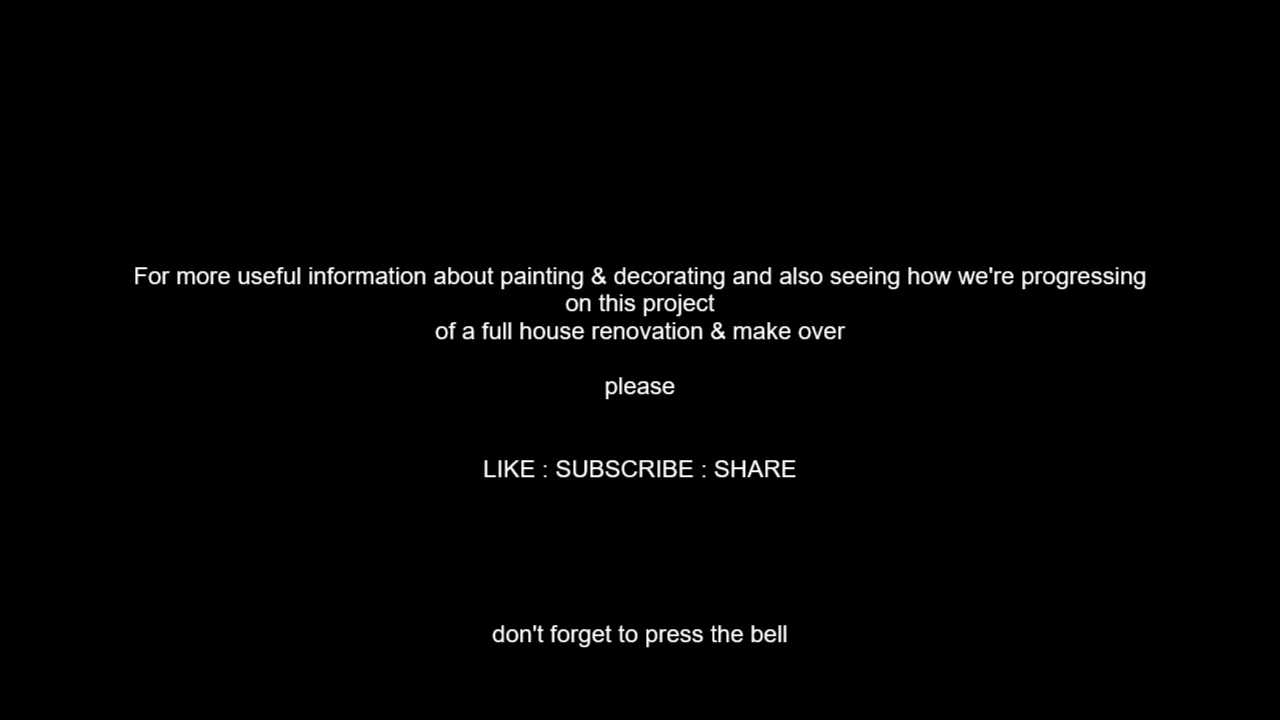 For more useful information about painting & decorating and also seeing how we're progressing
on this project
of a full house renovation & make over
please
LIKE : SUBSCRIBE : SHARE
don't forget to press the bell